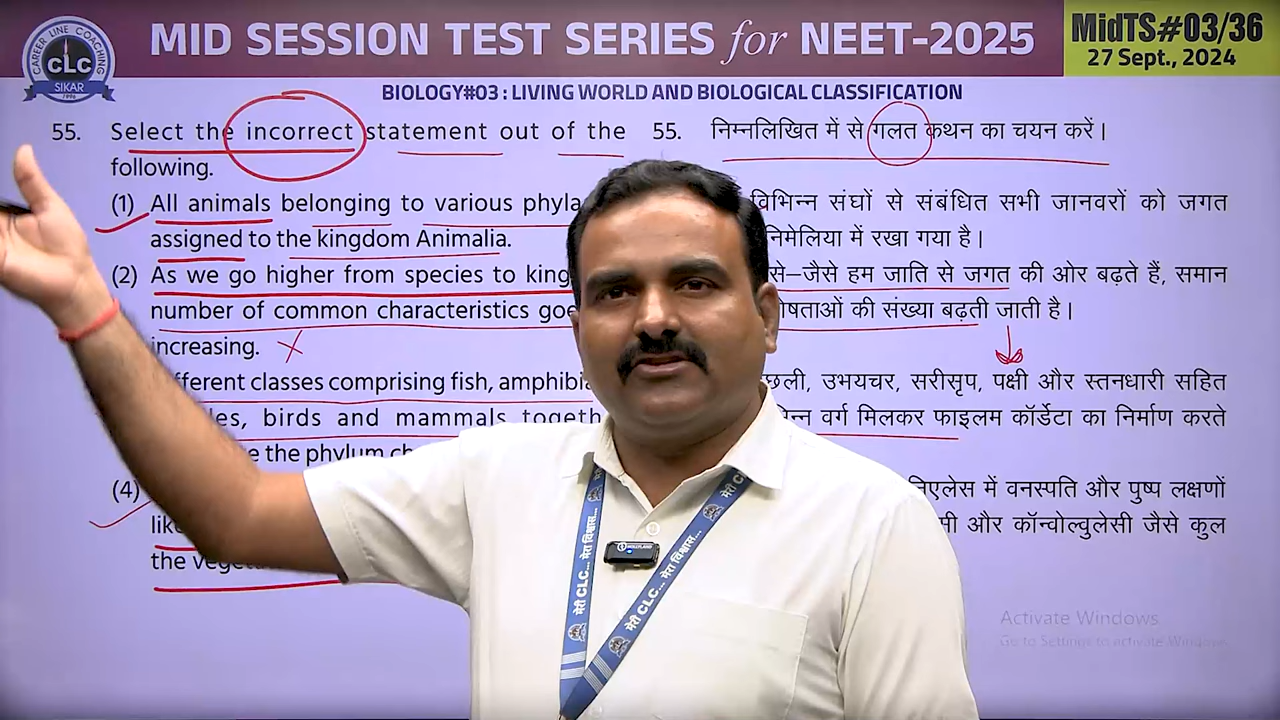 CAREER LINE COACHING
CLC
SIKAR
1996
MID SESSION TEST SERIES for NEET-2025
MidTS#03/36
27 Sept., 2024
BIOLOGY#03 : LIVING WORLD AND BIOLOGICAL CLASSIFICATION
55. Select the incorrect statement out of the
following.
(1) All animals belonging to various phyla
assigned to the kingdom Animalia.
(2) As we go higher from species to king
number of common characteristics goe
increasing.
fferent classes comprising fish, amphibia
les, birds and mammals togeth
e the phylum ch
(4)
like
the veget
55. निम्नलिखित में से गलत कथन का चयन करें।
विभिन्न संघों से संबंधित सभी जानवरों को जगत
निमेलिया में रखा गया है।
से–जैसे हम जाति से जगत की ओर बढ़ते हैं, समान
षताओं की संख्या बढ़ती जाती है।
छली, उभयचर, सरीसृप, पक्षी और स्तनधारी सहित
न्न वर्ग मिलकर फाइलम कॉर्डेटा का निर्माण करते
निएलेस में वनस्पति और पुष्प लक्षणों
सी और कॉन्वोल्वुलेसी जैसे कुल
Activate Windows
Go to Settings to activate Windows.
HOLLYLAND
मेरी CLC... मेरा विश्वास...
मेरी CLC... मेरा विश्वास...